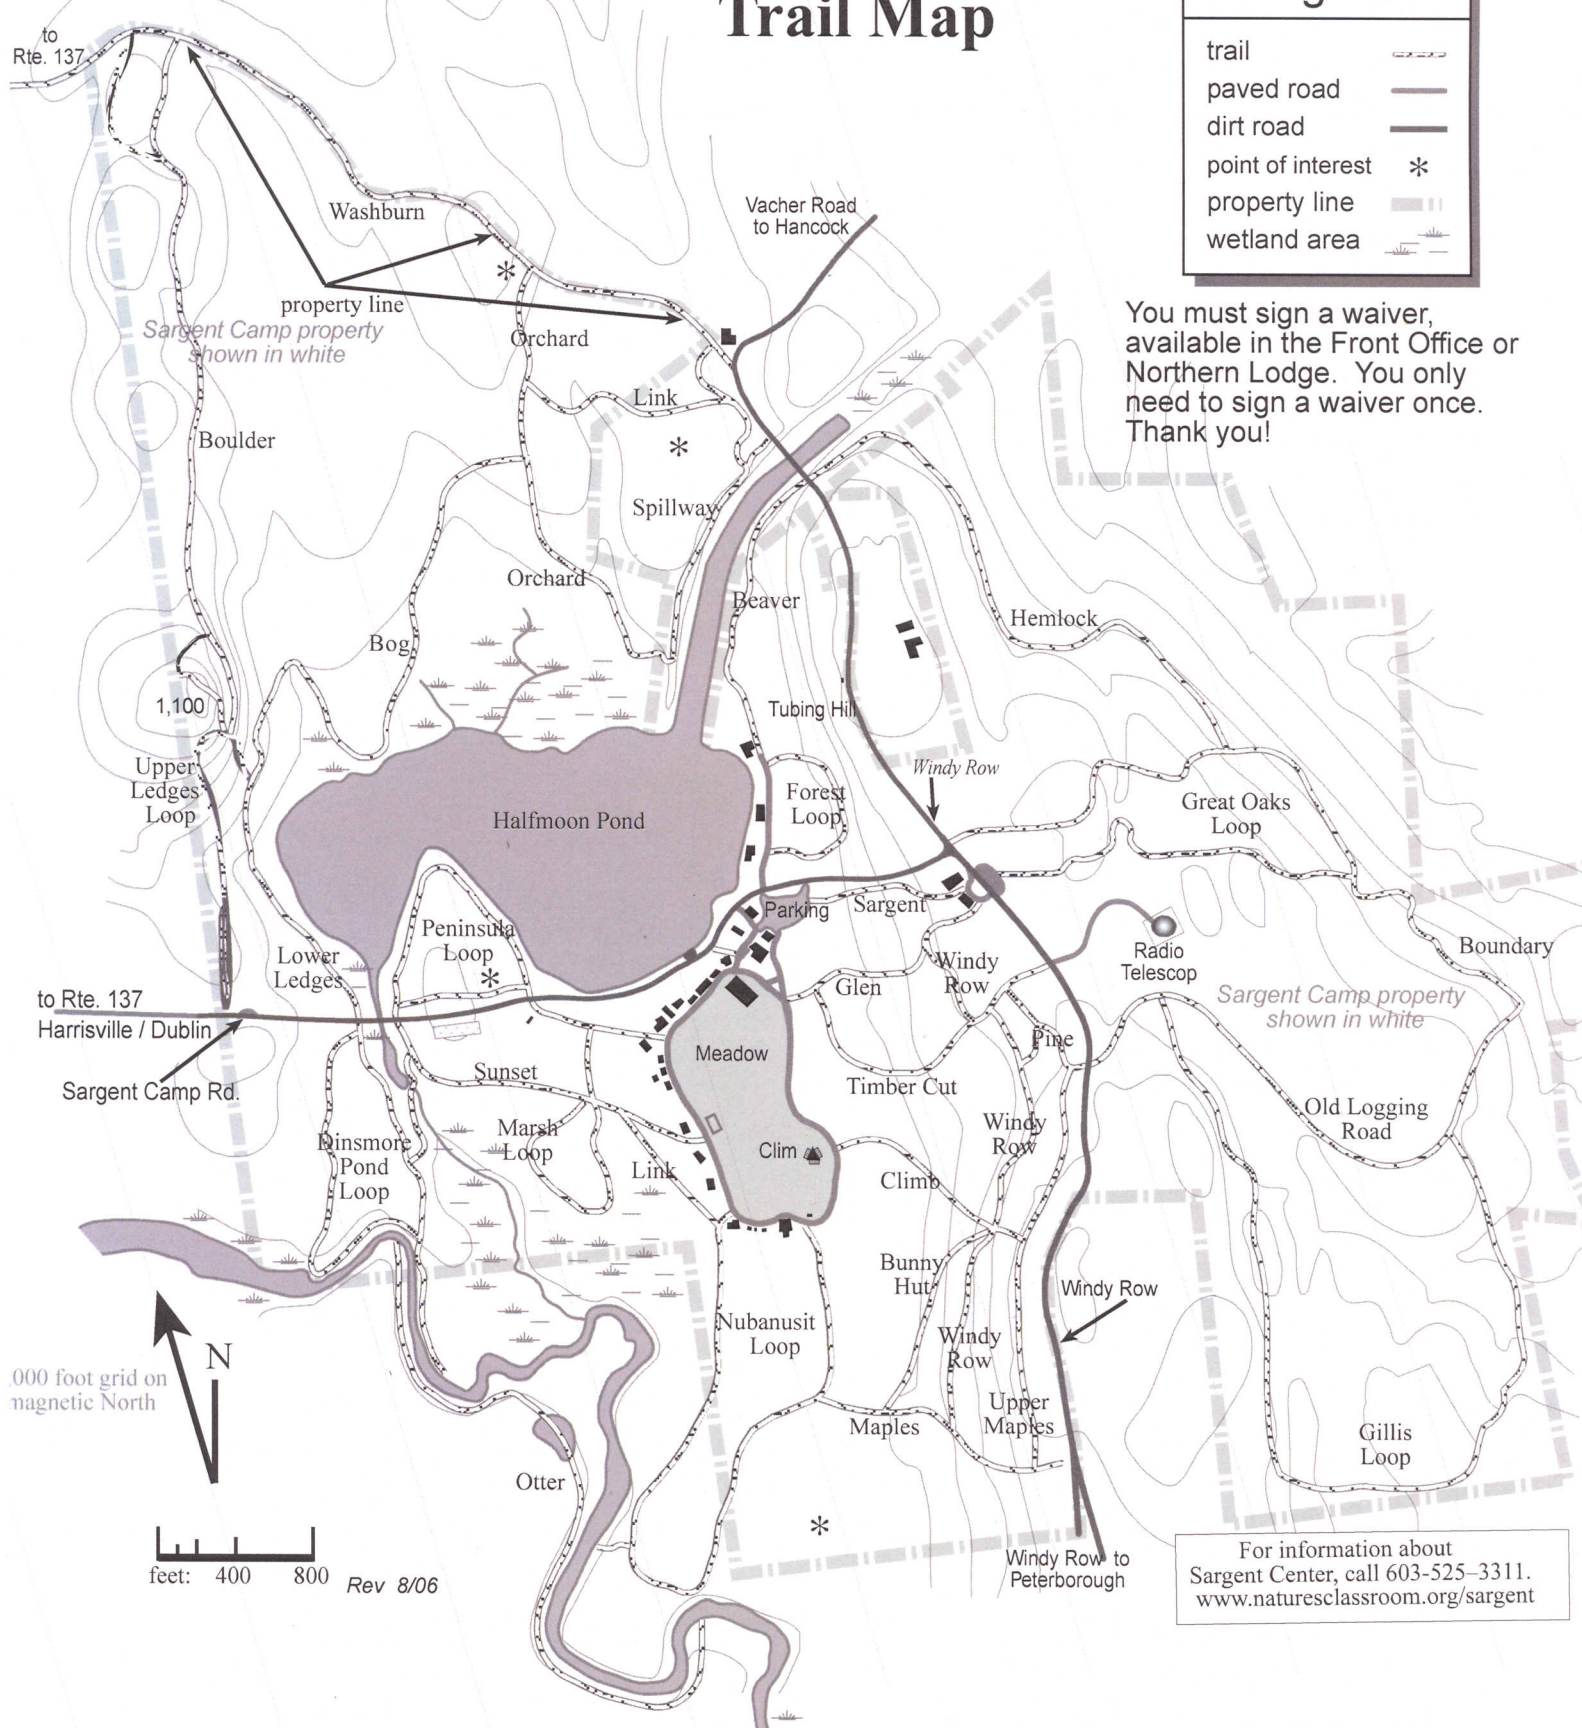 Trail Map
trail
paved road
dirt road
point of interest
property line
wetland area
to
Rte. 137
Washburn
property line
Sargent Camp property
shown in white
Vacher Road
to Hancock
You must sign a waiver,
available in the Front Office or
Northern Lodge. You only
need to sign a waiver once.
Thank you!
Orchard
Link
Boulder
Spillway
Orchard
Beaver
Hemlock
Bog
1,100
Tubing Hill
Upper
Ledges
Loop
Windy Row
Forest
Loop
Great Oaks
Loop
Halfmoon Pond
Parking
Sargent
Peninsula
Loop
Lower
Ledges
Glen
Windy
Row
Radio
Telescop
Boundary
Sargent Camp property
shown in white
to Rte. 137
Harrisville / Dublin
Meadow
Pine
Sunset
Timber Cut
Sargent Camp Rd.
Dinsmore
Pond
Loop
Marsh
Loop
Link
Clim
Windy
Row
Old Logging
Road
Climb
Bunny
Hut
Windy Row
Nubanusit
Loop
Windy
Row
N
000 foot grid on
magnetic North
Upper
Maples
Maples
Gillis
Loop
Otter
feet: 400 800
Rev 8/06
Windy Row to
Peterborough
For information about
Sargent Center, call 603-525–3311.
www.naturesclassroom.org/sargent